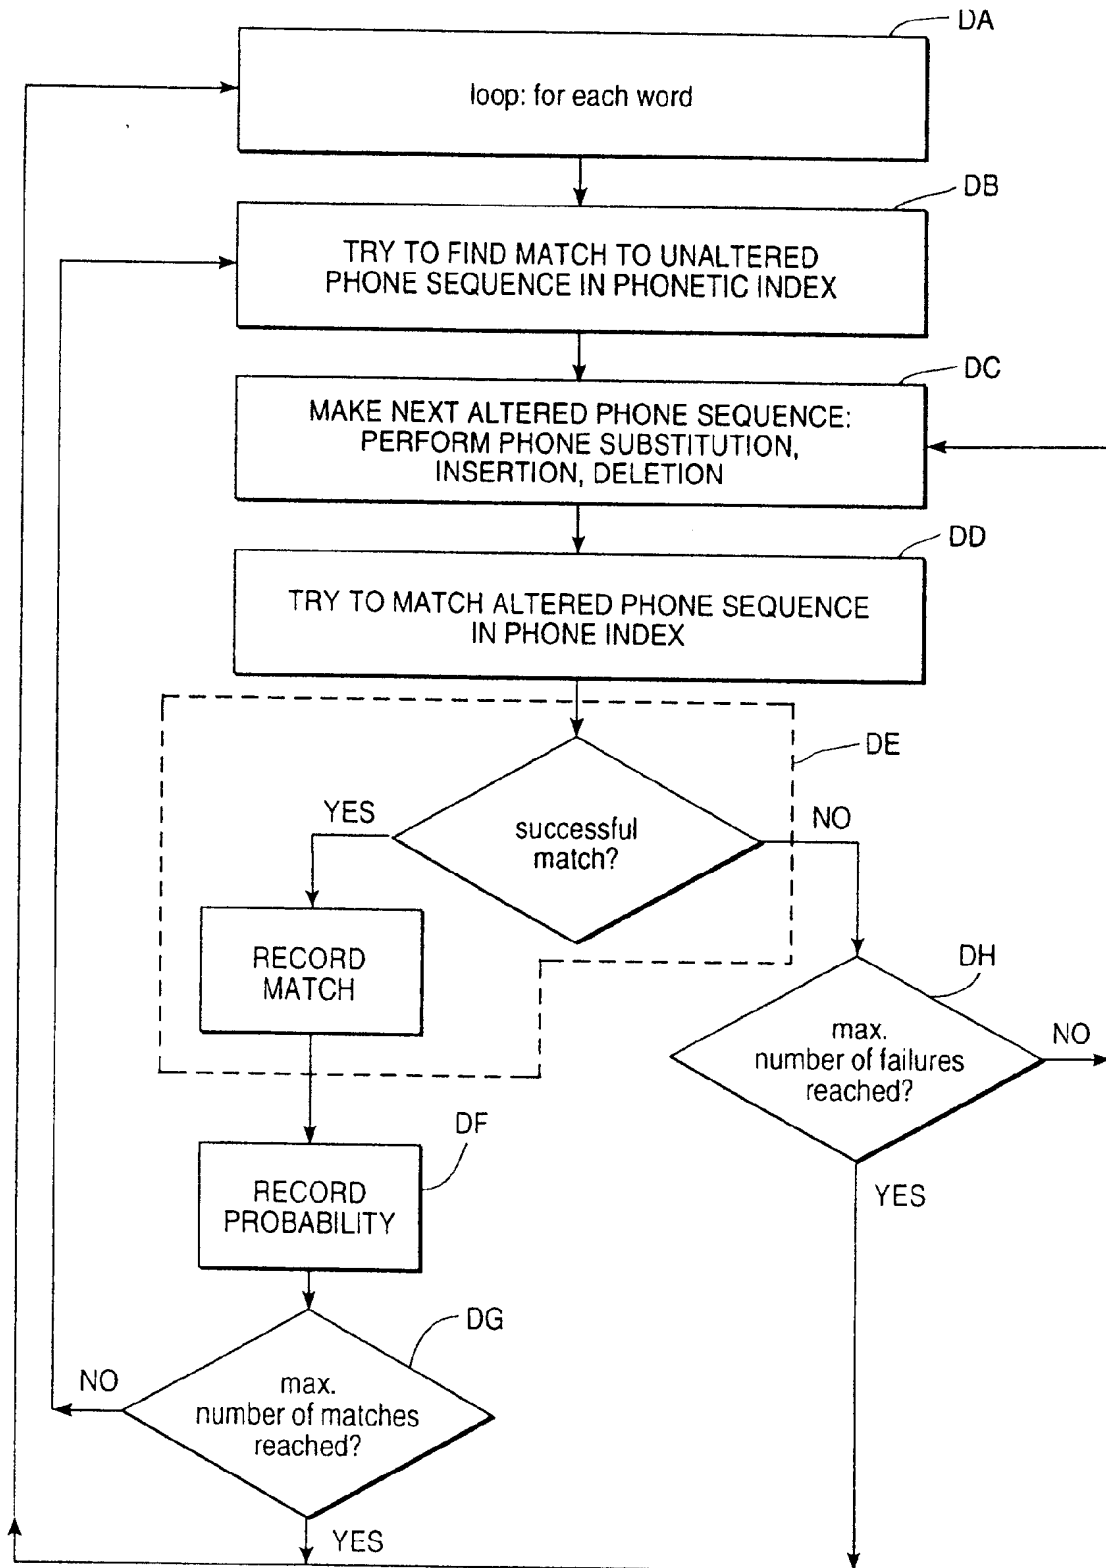 DA
loop: for each word
DB
TRY TO FIND MATCH TO UNALTERED
PHONE SEQUENCE IN PHONETIC INDEX
DC
MAKE NEXT ALTERED PHONE SEQUENCE:
PERFORM PHONE SUBSTITUTION,
INSERTION, DELETION
DD
TRY TO MATCH ALTERED PHONE SEQUENCE
IN PHONE INDEX
DE
YES
successful
match?
NO
RECORD
MATCH
DH
max.
number of failures
reached?
NO
DF
RECORD
PROBABILITY
YES
DG
NO
max.
number of matches
reached?
YES